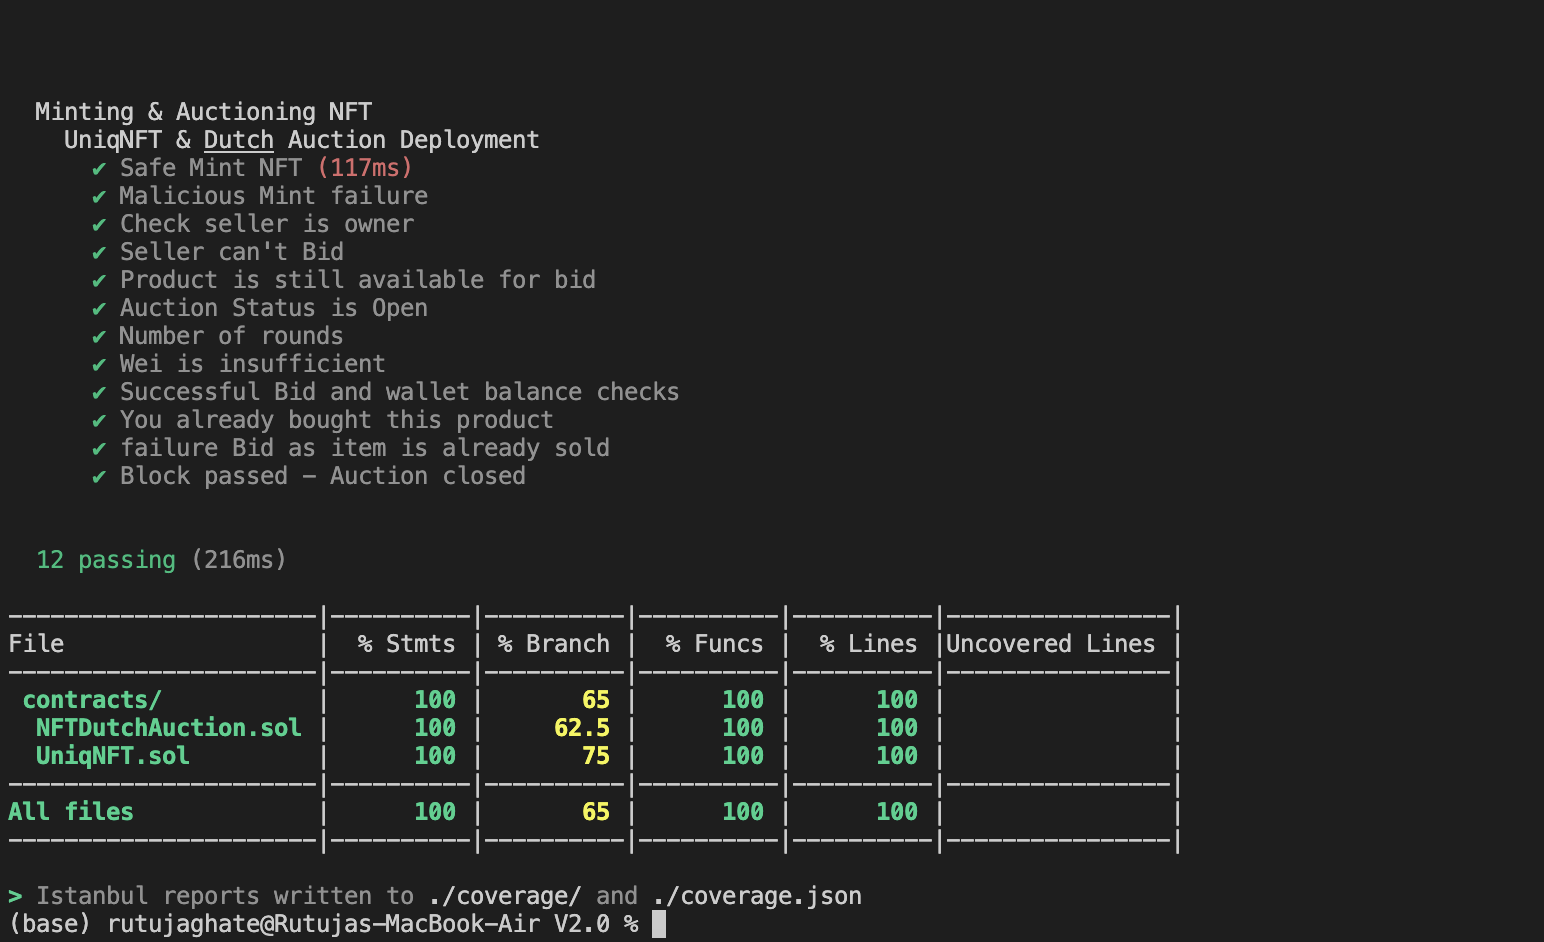 Minting & Auctioning NFT
UniqNFT & Dutch Auction Deployment
✔ Safe Mint NFT (117ms)
✔ Malicious Mint failure
✔ Check seller is owner
✔ Seller can't Bid
✔ Product is still available for bid
✔ Auction Status is Open
✔ Number of rounds
✔ Wei is insufficient
✔ Successful Bid and wallet balance checks
✔ You already bought this product
✔ failure Bid as item is already sold
✔ Block passed - Auction closed
12 passing (216ms)
File | % Stmts | % Branch | % Funcs | % Lines |Uncovered Lines |
contracts/ | 100 | 65 | 100 | 100 | |
NFTDutchAuction.sol | 100 | 62.5 | 100 | 100 | |
UniqNFT.sol | 100 | 75 | 100 | 100 | |
All files | 100 | 65 | 100 | 100 | |
> Istanbul reports written to ./coverage/ and ./coverage.json
(base) rutujaghate@Rutujas-MacBook-Air V2.0 %